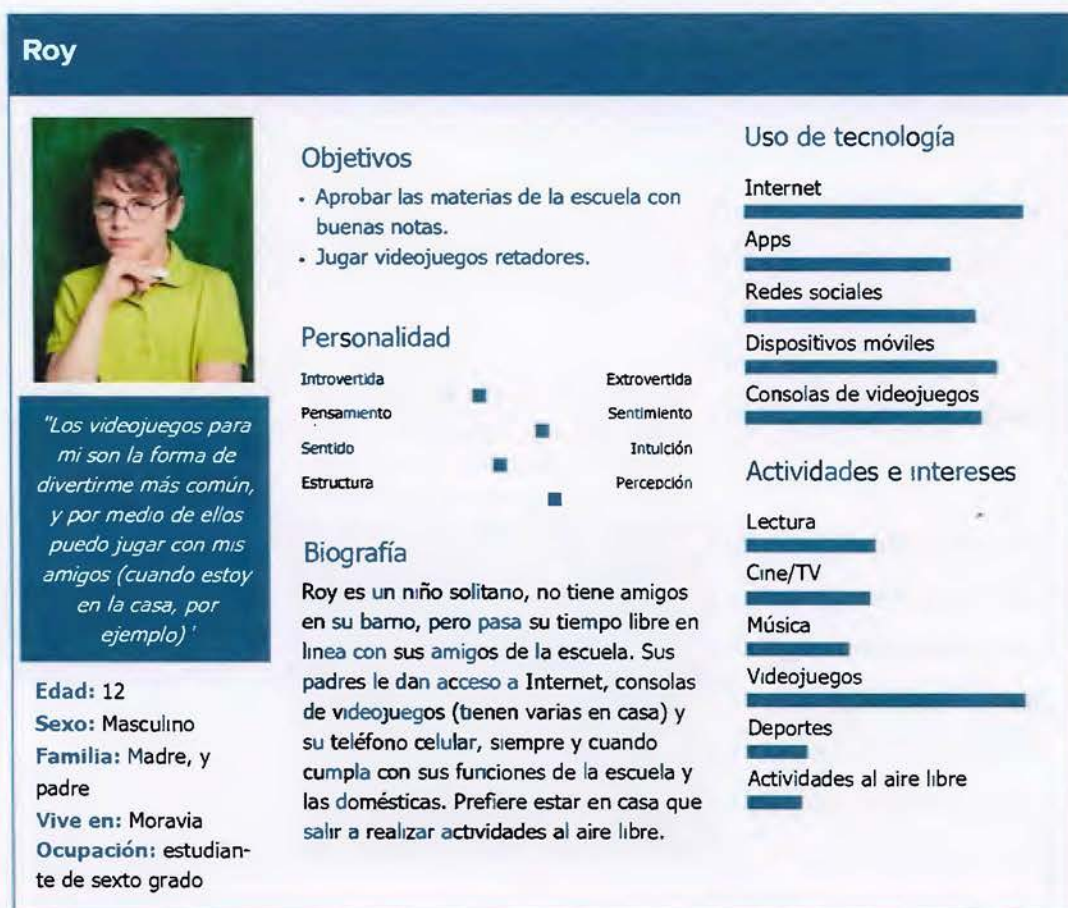 Roy
"Los videojuegos para
mi son la forma de
divertirme más común,
y por medio de ellos
puedo jugar con mis
amigos (cuando estoy
en la casa, por
ejemplo) '
Edad: 12
Sexo: Masculino
Familia: Madre, y
padre
Vive en: Moravia
Ocupación: estudian-
te de sexto grado
Objetivos
• Aprobar las materias de la escuela con
buenas notas.
• Jugar videojuegos retadores.
Personalidad
Introvertida Extrovertida
Pensamiento Sentimiento
Sentido Intuición
Estructura Percepción
Biografía
Roy es un niño solitario, no tiene amigos
en su barrio, pero pasa su tiempo libre en
linea con sus amigos de la escuela. Sus
padres le dan acceso a Internet, consolas
de videojuegos (tienen varias en casa) y
su teléfono celular, siempre y cuando
cumpla con sus funciones de la escuela y
las domésticas. Prefiere estar en casa que
salir a realizar actividades al aire libre.
Uso de tecnología
Internet
Apps
Redes sociales
Dispositivos móviles
Consolas de videojuegos
Actividades e intereses
Lectura
Cine/TV
Música
Videojuegos
Deportes
Actividades al aire libre